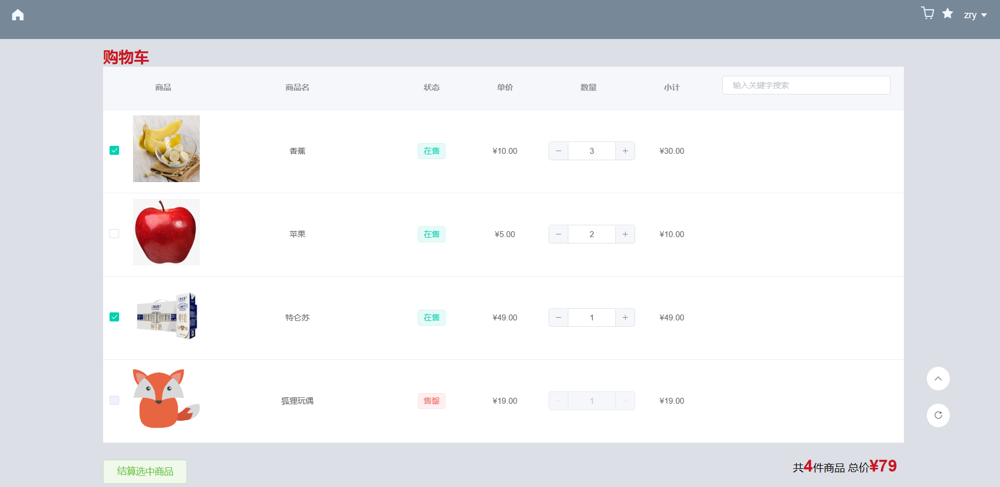 zry
购物车
商品 商品名 状态 单价 数量 小计 输入关键字搜索
香蕉 在售 ¥10.00 − 3 + ¥30.00
苹果 在售 ¥5.00 − 2 + ¥10.00
特仑苏 在售 ¥49.00 − 1 + ¥49.00
纯牛奶
狐狸玩偶 售罄 ¥19.00 − 1 + ¥19.00
结算选中商品 共4件商品 总价¥79